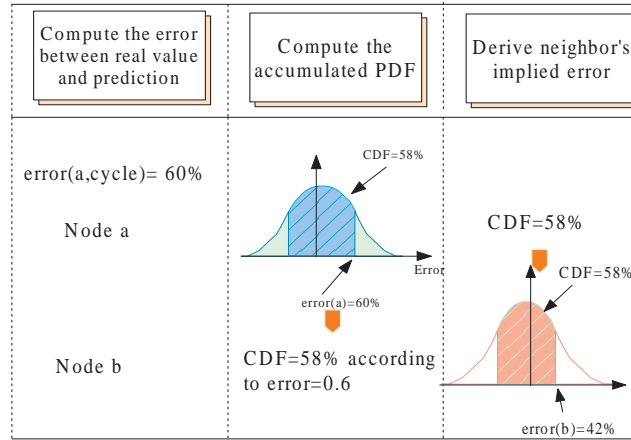 Compute the error
between real value
and prediction
Compute the
accumulated PDF
Derive neighbor's
implied error
error(a,cycle)= 60%
Node a
CDF=58%
Error
error(a)=60%
CDF=58% according
to error=0.6
Node b
CDF=58%
CDF=58%
error(b)=42%